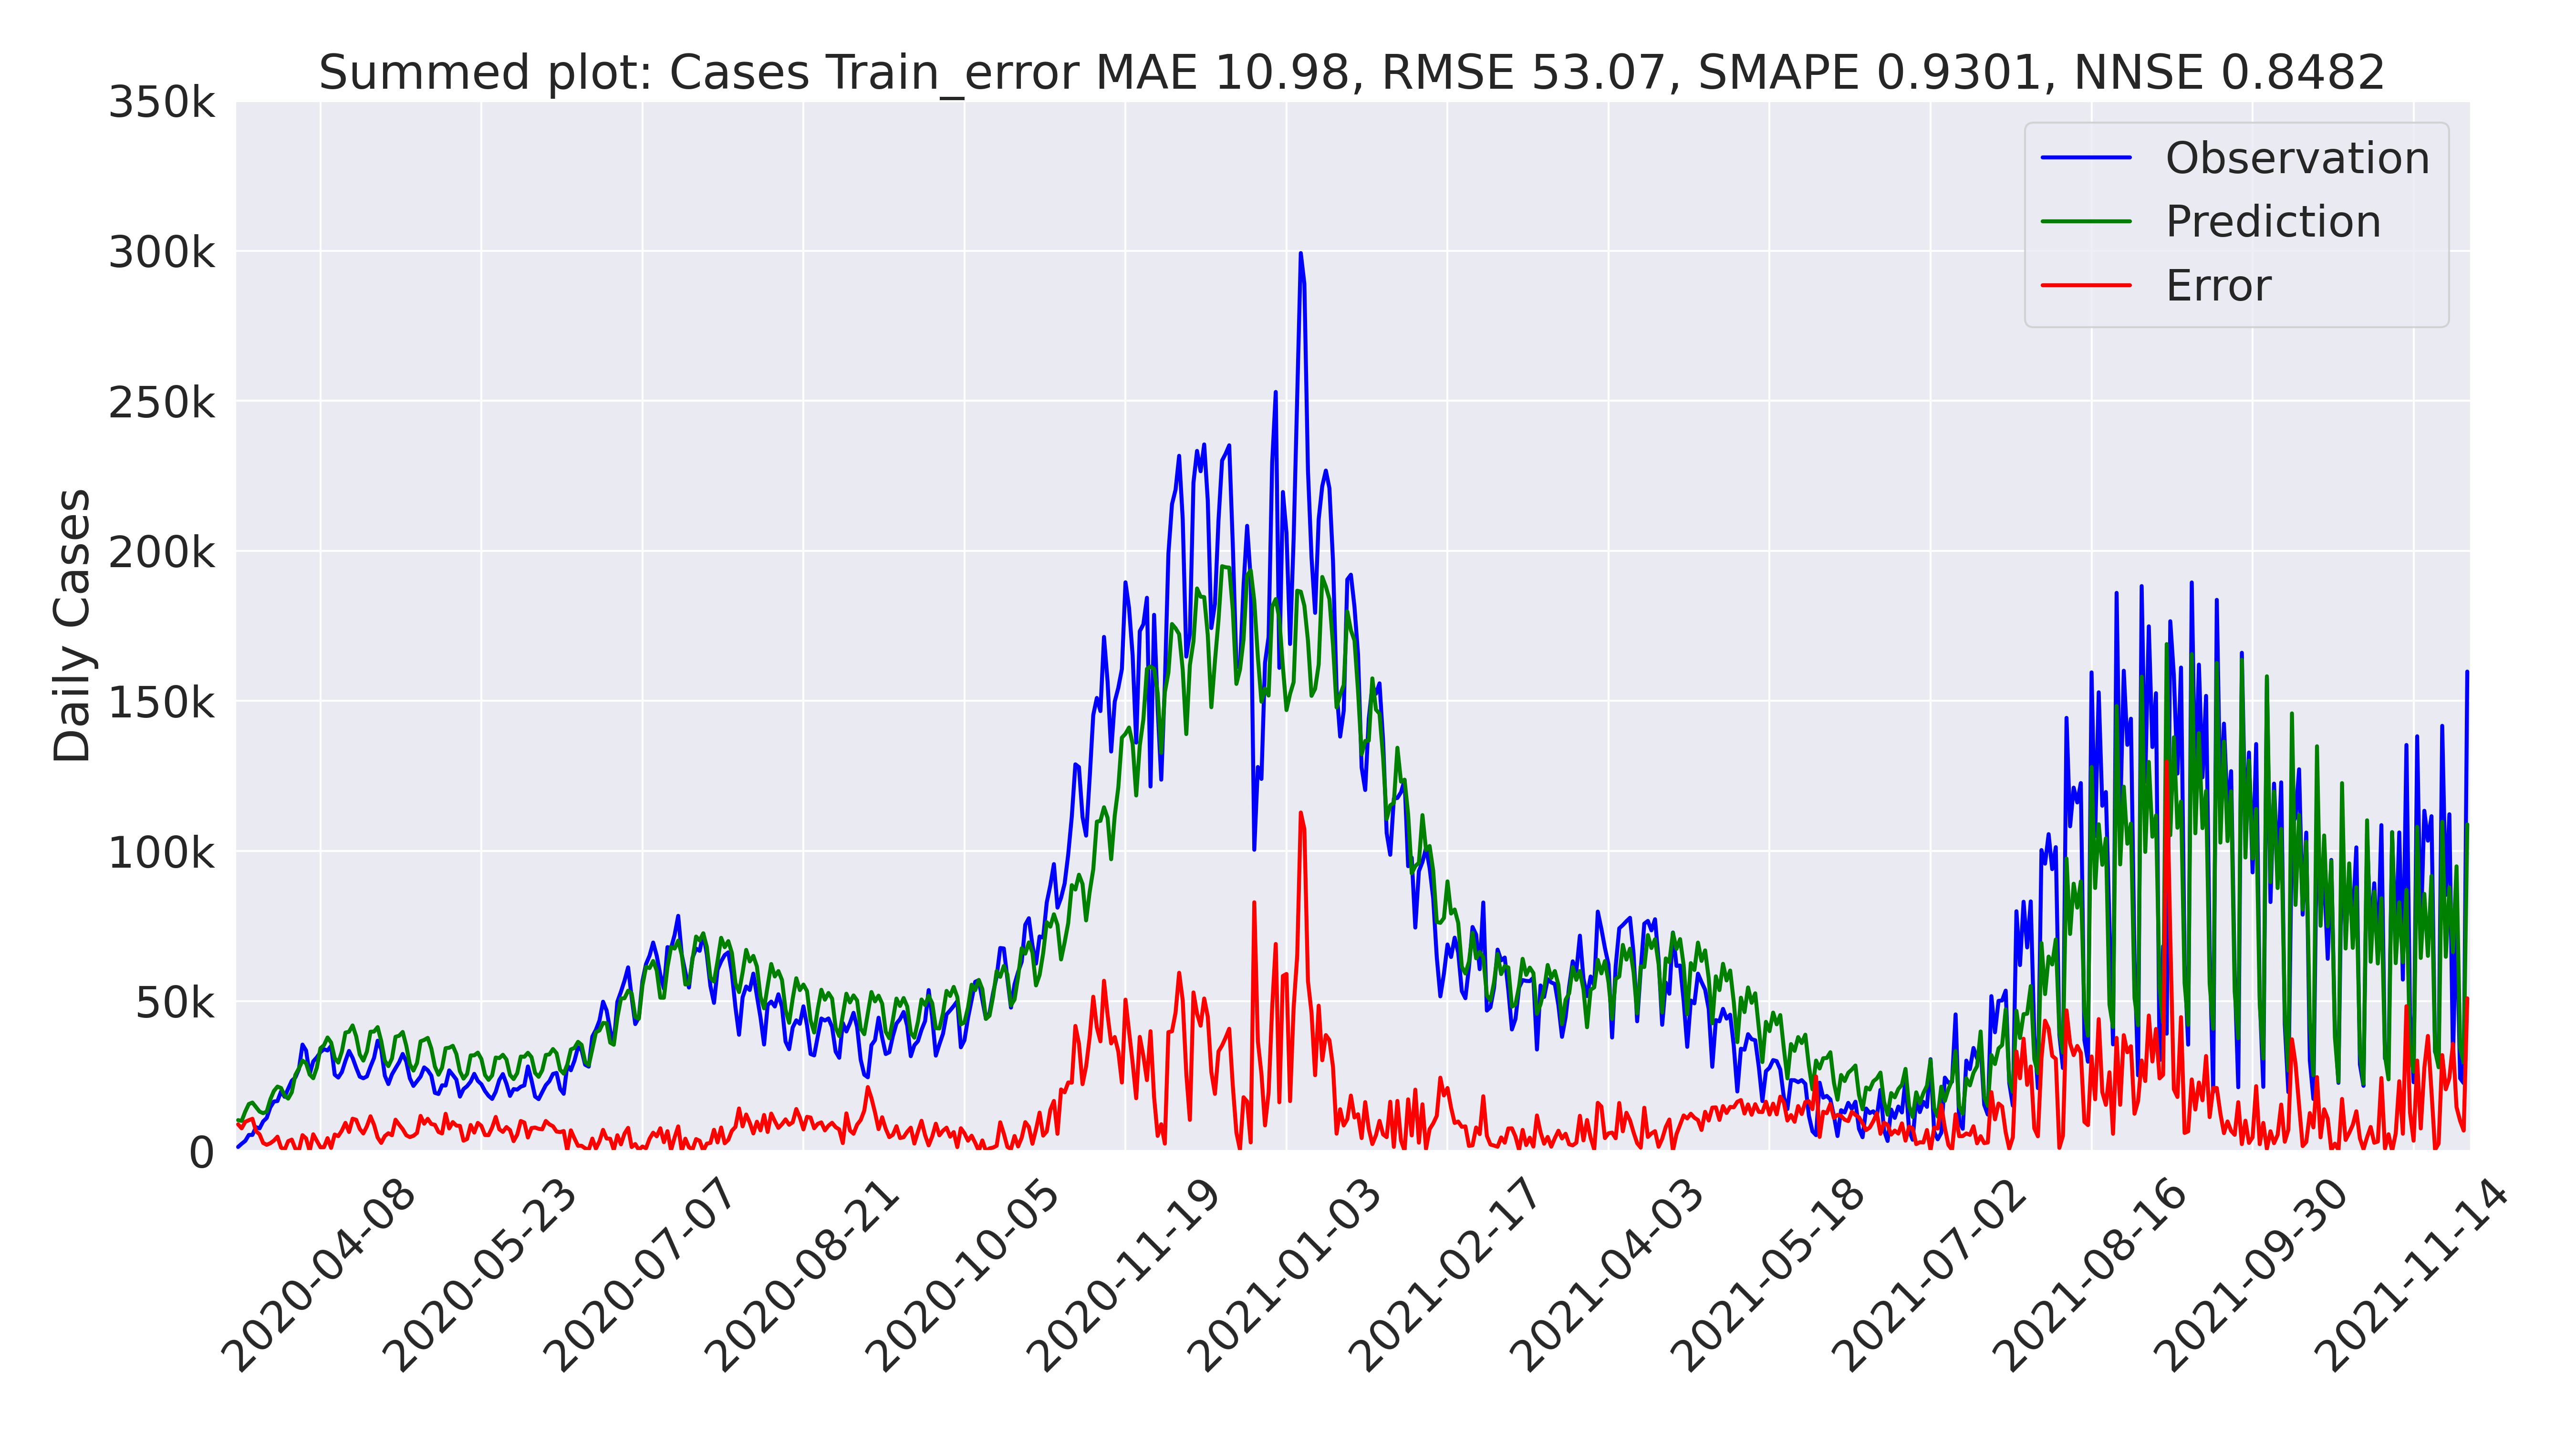 Summed plot: Cases Train_error MAE 10.98, RMSE 53.07, SMAPE 0.9301, NNSE 0.8482
350k
300k
250k
200k
150k
100k
50k
0
Daily Cases
Observation
Prediction
Error
2020-04-08
2020-05-23
2020-07-07
2020-08-21
2020-10-05
2020-11-19
2021-01-03
2021-02-17
2021-04-03
2021-05-18
2021-07-02
2021-08-16
2021-09-30
2021-11-14